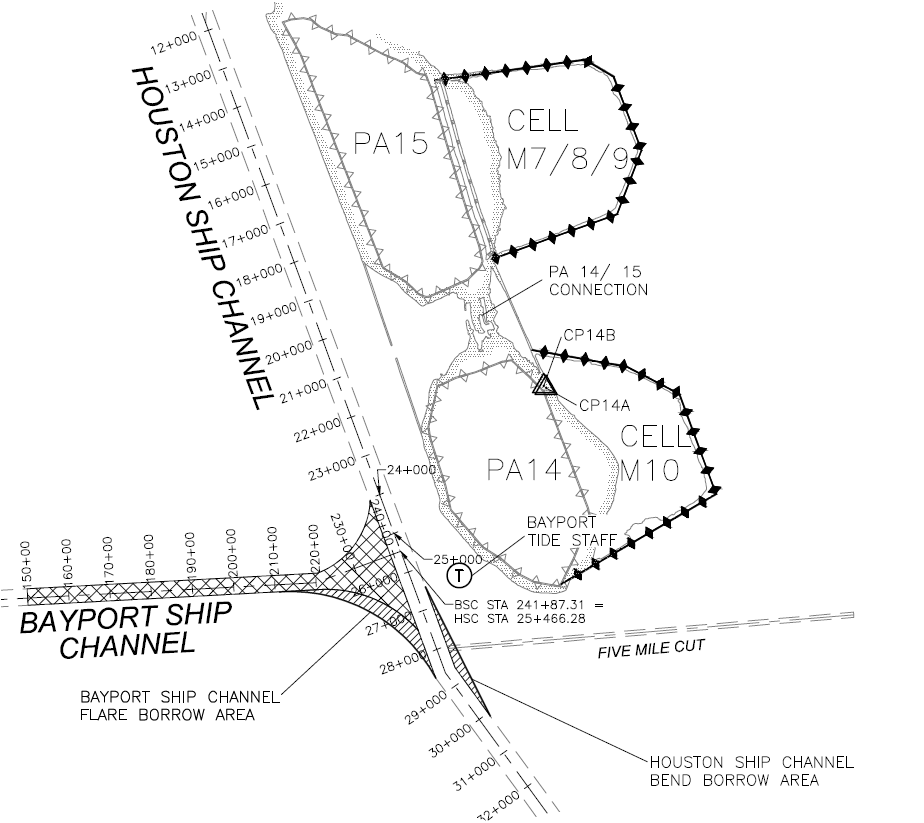 12+000
13+000
14+000
15+000
16+000
17+000
18+000
19+000
20+000
21+000
22+000
23+000
24+000
HOUSTON SHIP CHANNEL
PA15
CELL
M7/8/9
PA 14/ 15
CONNECTION
CP14B
CP14A
CELL
M10
PA14
BAYPORT
TIDE STAFF
25+000
T
BSC STA 241+87.31 =
HSC STA 25+466.28
150+00
160+00
170+00
180+00
190+00
200+00
210+00
220+00
230+00
240+00
BAYPORT SHIP
CHANNEL
27+000
28+000
29+000
30+000
31+000
32+000
FIVE MILE CUT
BAYPORT SHIP CHANNEL
FLARE BORROW AREA
HOUSTON SHIP CHANNEL
BEND BORROW AREA